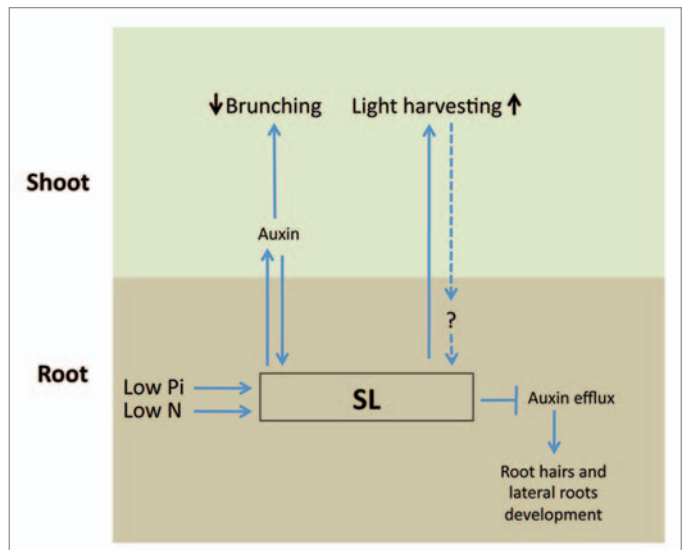 ↓Brunching
Light harvesting ↑
Shoot
Auxin
?
Root
Low Pi
Low N
SL
Auxin efflux
Root hairs and
lateral roots
development